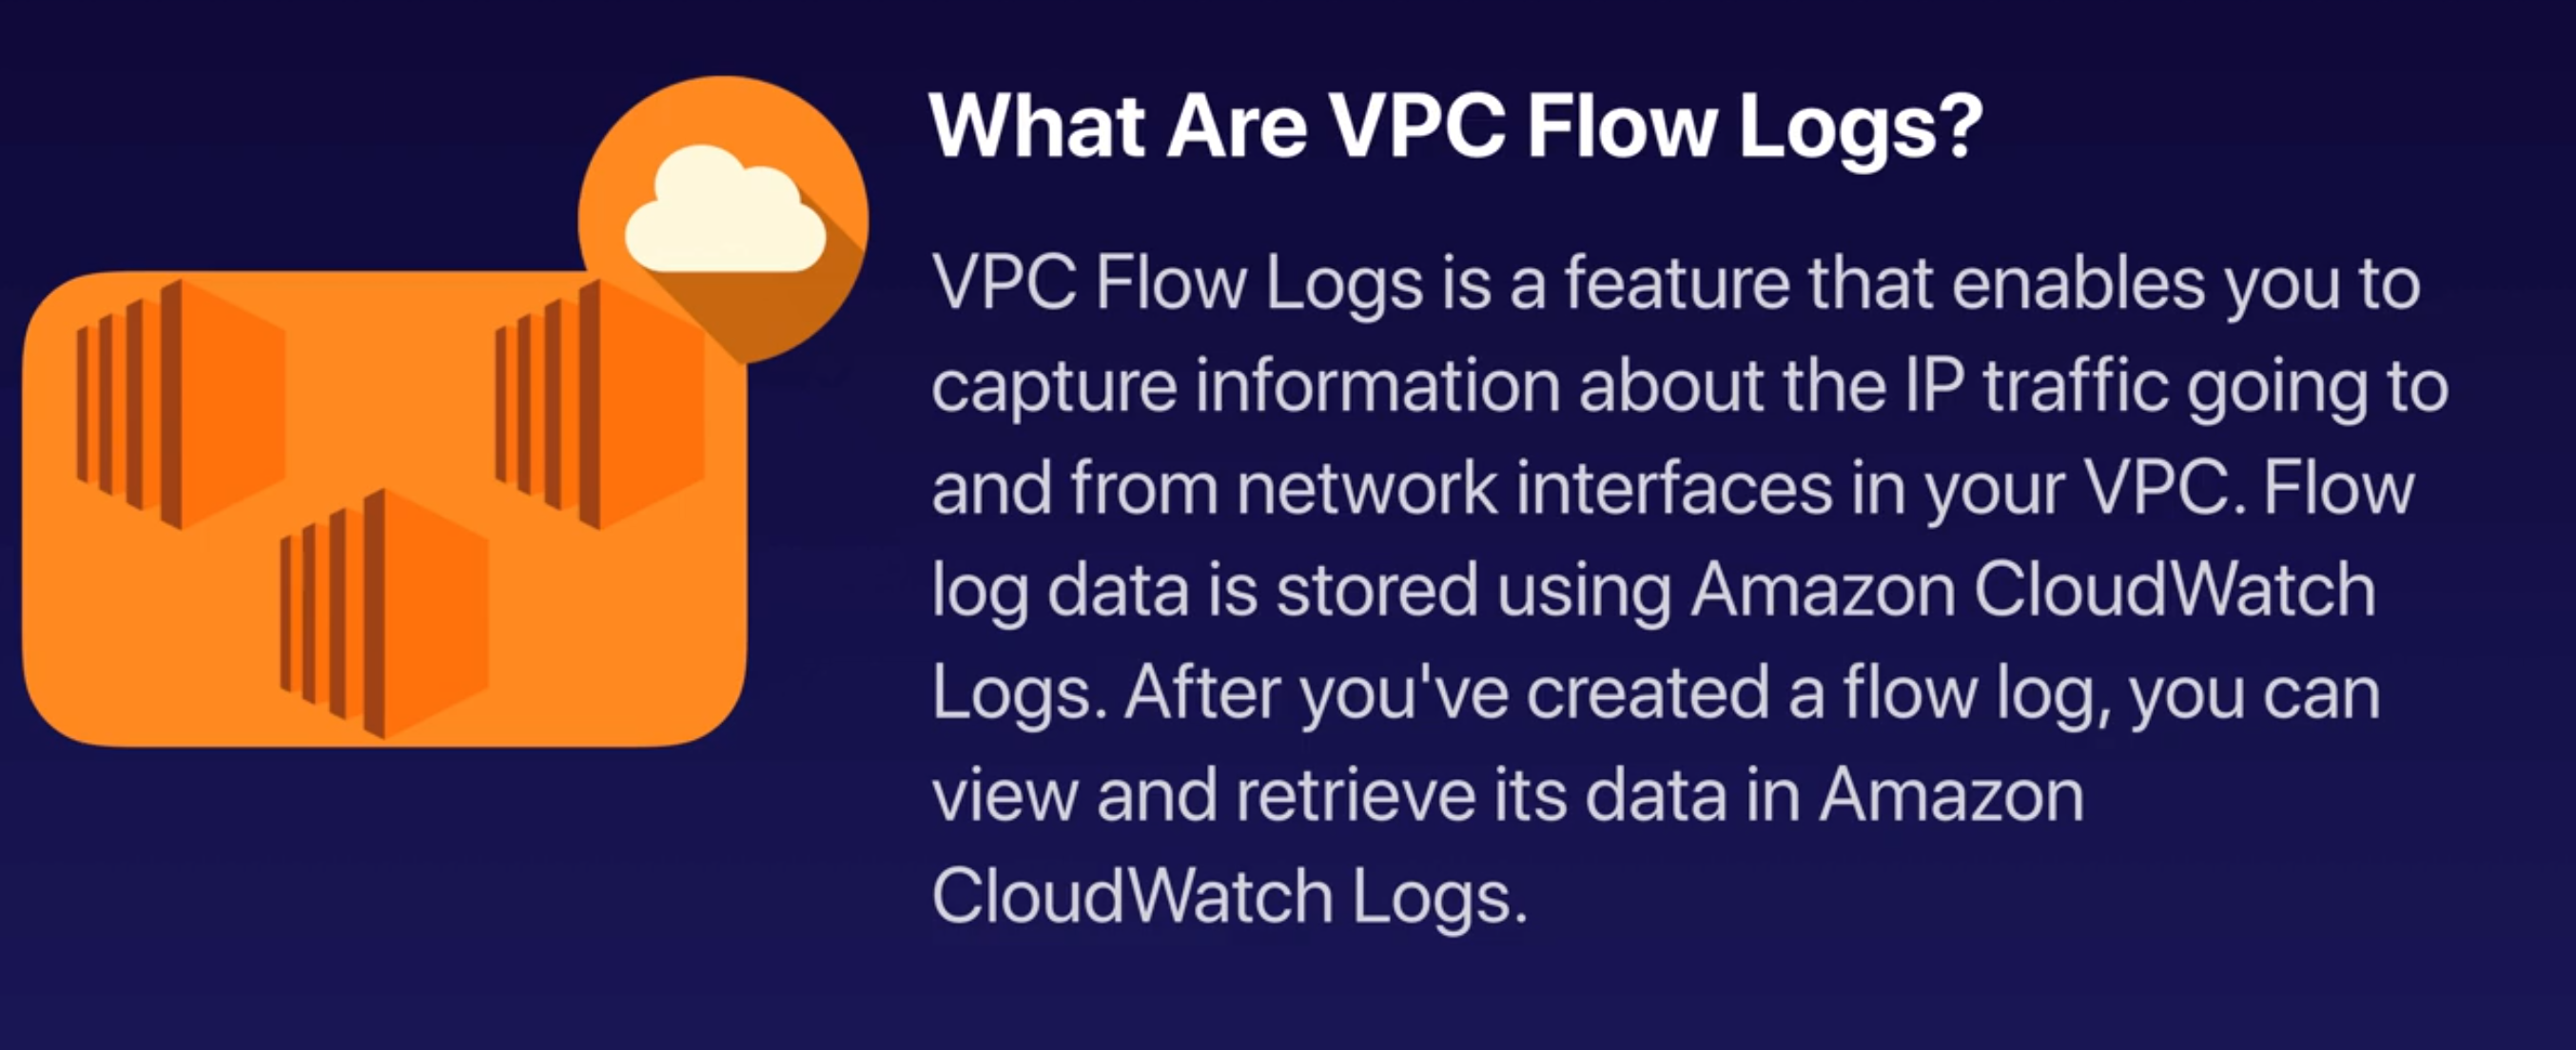 What Are VPC Flow Logs?
VPC Flow Logs is a feature that enables you to
capture information about the IP traffic going to
and from network interfaces in your VPC. Flow
log data is stored using Amazon CloudWatch
Logs. After you've created a flow log, you can
view and retrieve its data in Amazon
CloudWatch Logs.